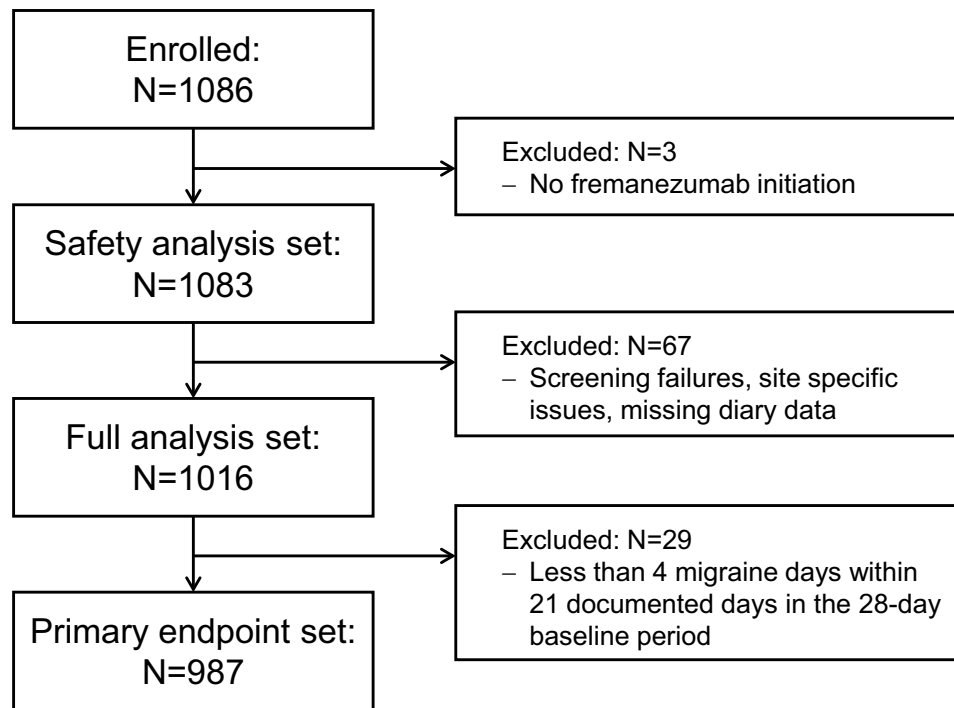 Enrolled:
N=1086
Excluded: N=3
– No fremanezumab initiation
Safety analysis set:
N=1083
Excluded: N=67
– Screening failures, site specific
issues, missing diary data
Full analysis set:
N=1016
Excluded: N=29
– Less than 4 migraine days within
21 documented days in the 28-day
baseline period
Primary endpoint set:
N=987